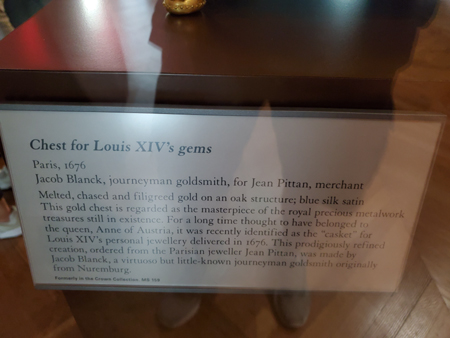 Chest for Louis XIV's gems
Paris, 1676
Jacob Blanck, journeyman goldsmith, for Jean Pittan, merchant
Melted, chased and filigreed gold on an oak structure; blue silk satin
This gold chest is regarded as the masterpiece of the royal precious metalwork
treasures still in existence. For a long time thought to have belonged to
the queen, Anne of Austria, it was recently identified as the "casket" for
Louis XIV's personal jewellery delivered in 1676. This prodigiously refined
creation, ordered from the Parisian jeweller Jean Pittan, was made by
Jacob Blanck, a virtuoso but little-known journeyman goldsmith originally
from Nuremburg.
Formerly in the Crown Collection MS 159